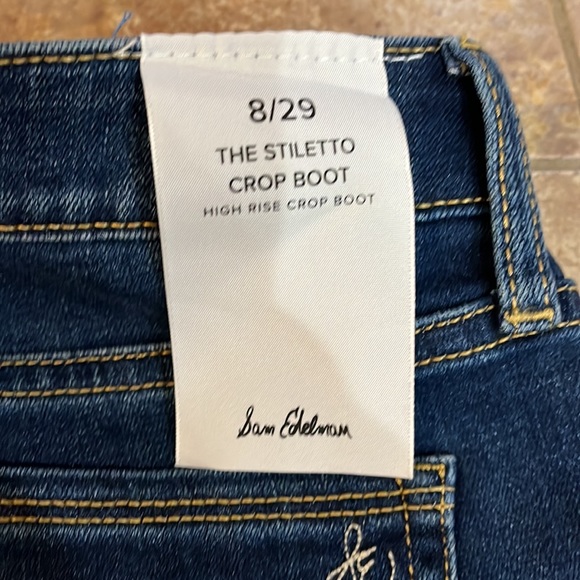 8/29
THE STILETTO
CROP BOOT
HIGH RISE CROP BOOT
Sam Edelman